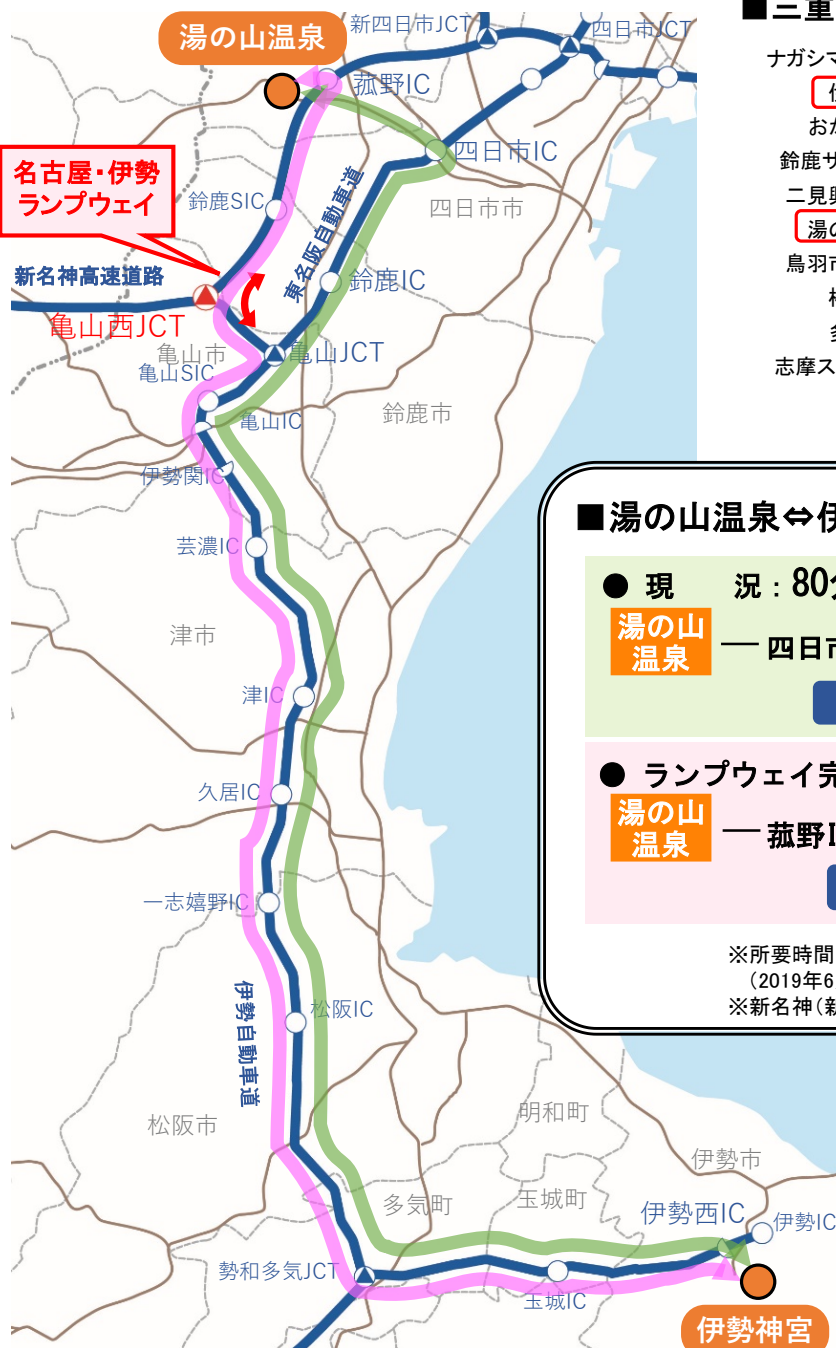 ■三重
ナガシマ
おか
鈴鹿サ
二見
湯の
鳥羽市
志摩ス
湯の山温泉
新四日市JCT
四日市JCT
菰野IC
四日市IC
四日市市
名古屋・伊勢
ランプウェイ
鈴鹿SIC
東名阪自動車道
新名神高速道路
鈴鹿IC
亀山西JCT
亀山市
亀山JCT
亀山SIC
亀山IC
鈴鹿市
伊勢関IC
芸濃IC
津市
津IC
久居IC
一志嬉野IC
伊勢自動車道
松阪IC
松阪市
明和町
伊勢市
多気町
玉城町
伊勢西IC
伊勢IC
勢和多気JCT
玉城IC
伊勢神宮
■湯の山温泉⇔伊
● 現 況：80分
湯の山
温泉
― 四日市
● ランプウェイ完
湯の山
温泉
― 菰野I
※所要時間
（2019年6
※新名神（新